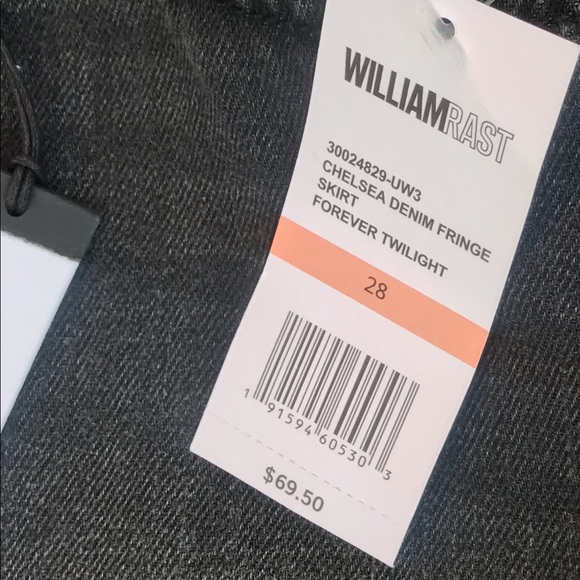 WILLIAMRAST
30024829-UW3
CHELSEA DENIM FRINGE
SKIRT
FOREVER TWILIGHT
28
1 91594 60530 3
$69.50